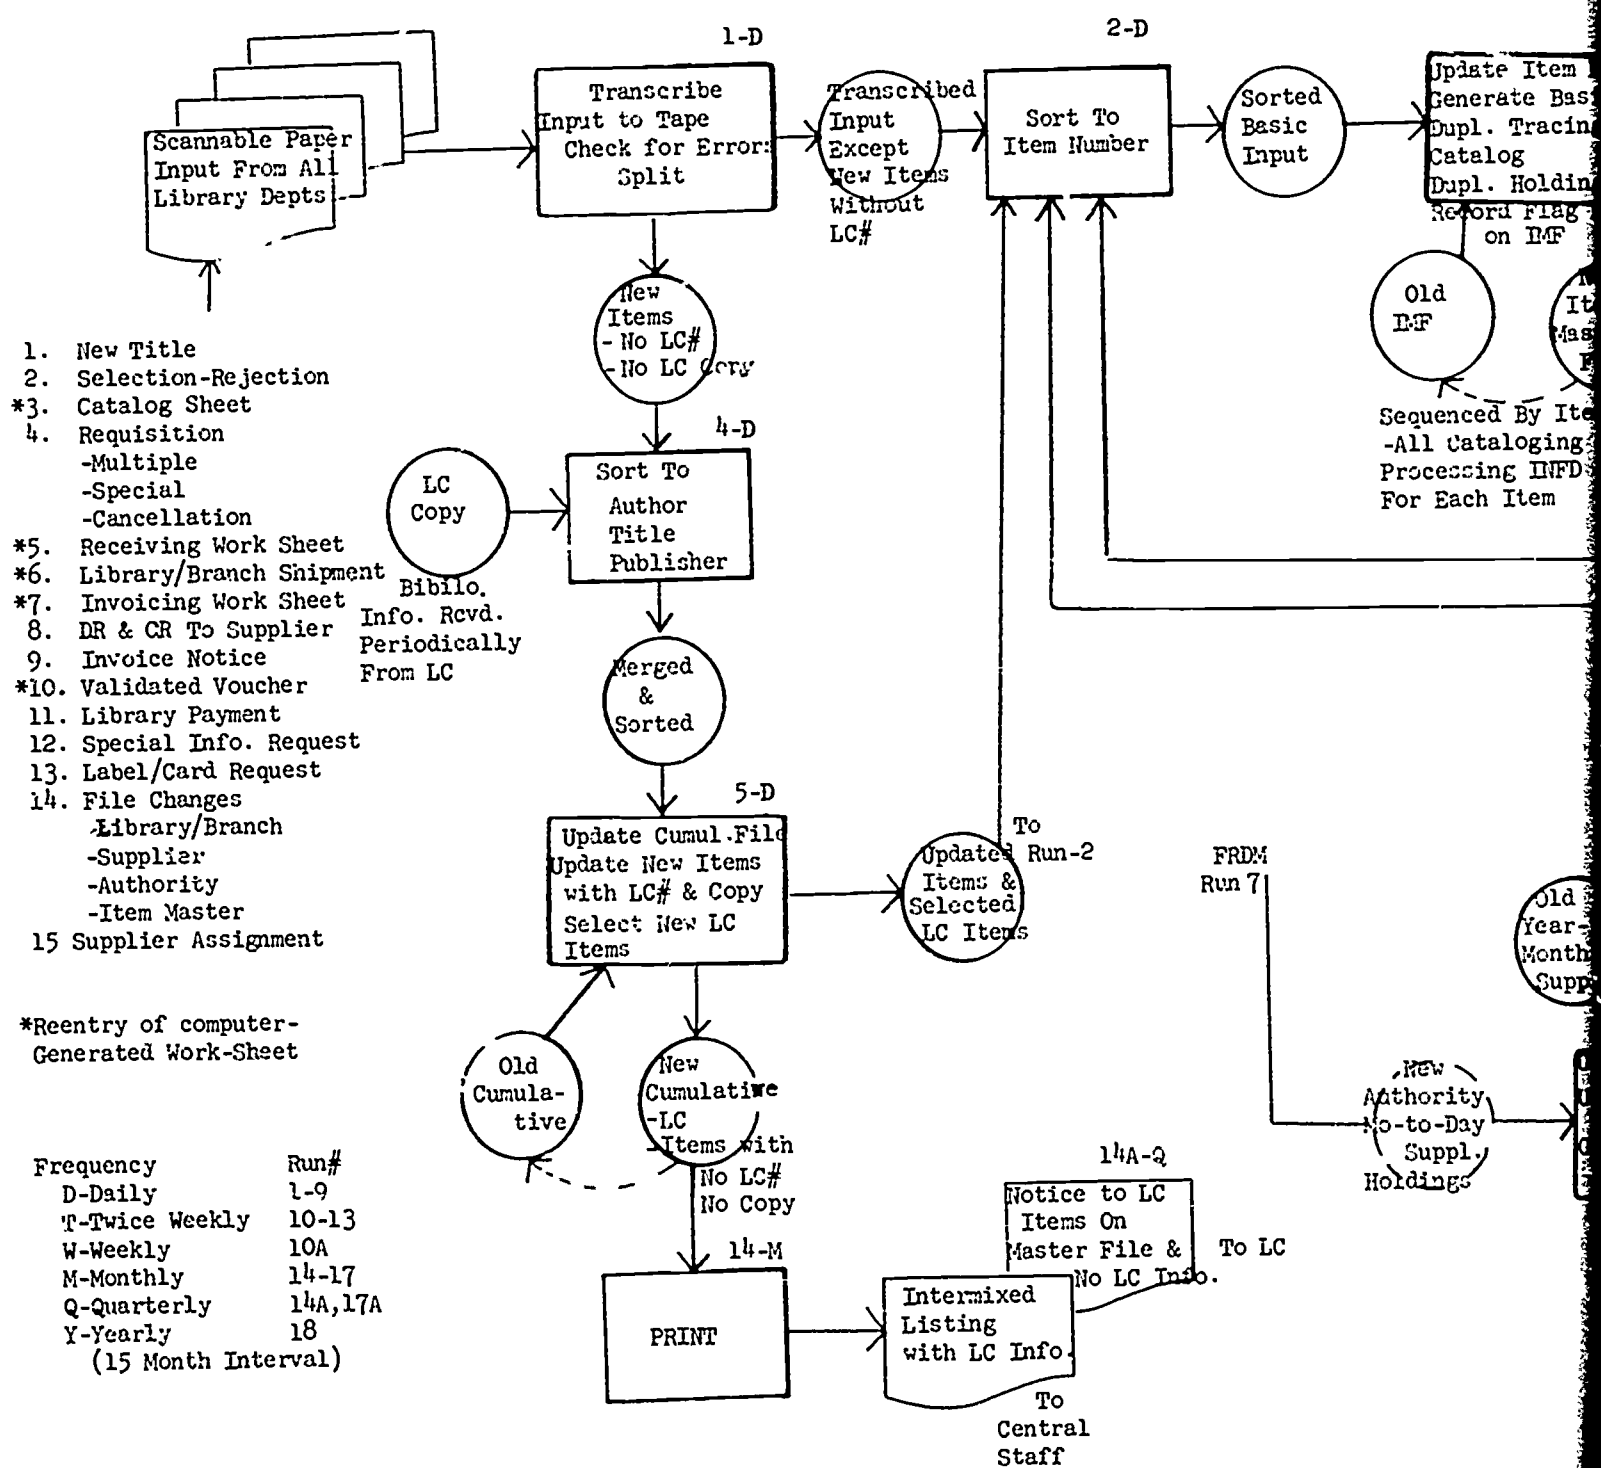 1-D
2-D
Scannable Paper
Input From All
Library Depts.
Transcribe
Input to Tape
Check for Error
Split
Transcribed
Input
Except
New Items
Without
LC#
Sort To
Item Number
Sorted
Basic
Input
Update Item
Generate Bas
Dupl. Tracin
Catalog
Dupl. Holdin
Record Flag
on IMF
Old
IMF
It
Mas
F
Sequenced By Ite
-All Cataloging
Processing INFD
For Each Item
New
Items
- No LC#
- No LC Copy
4-D
LC
Copy
Bibilo.
Info. Rcvd.
Periodically
From LC
Sort To
Author
Title
Publisher
Merged
&
Sorted
1. New Title
2. Selection-Rejection
*3. Catalog Sheet
4. Requisition
-Multiple
-Special
-Cancellation
*5. Receiving Work Sheet
*6. Library/Branch Shipment
*7. Invoicing Work Sheet
8. DR & CR To Supplier
9. Invoice Notice
*10. Validated Voucher
11. Library Payment
12. Special Info. Request
13. Label/Card Request
14. File Changes
-Library/Branch
-Supplier
-Authority
-Item Master
15 Supplier Assignment
*Reentry of computer-
Generated Work-Sheet
5-D
Update Cumul.File
Update New Items
with LC# & Copy
Select New LC
Items
To
Run-2
Updated
Items &
Selected
LC Items
FROM
Run 7
Old
Year-
Month
Supp
Old
Cumula-
tive
New
Cumulative
-LC
-Items with
No LC#
No Copy
New
Authority
Mo-to-Day
Suppl.
Holdings
Frequency Run#
D-Daily 1-9
T-Twice Weekly 10-13
W-Weekly 10A
M-Monthly 14-17
Q-Quarterly 14A,17A
Y-Yearly 18
(15 Month Interval)
14-M
PRINT
14A-Q
Notice to LC
Items On
Master File &
No LC Info.
To LC
Intermixed
Listing
with LC Info.
To
Central
Staff